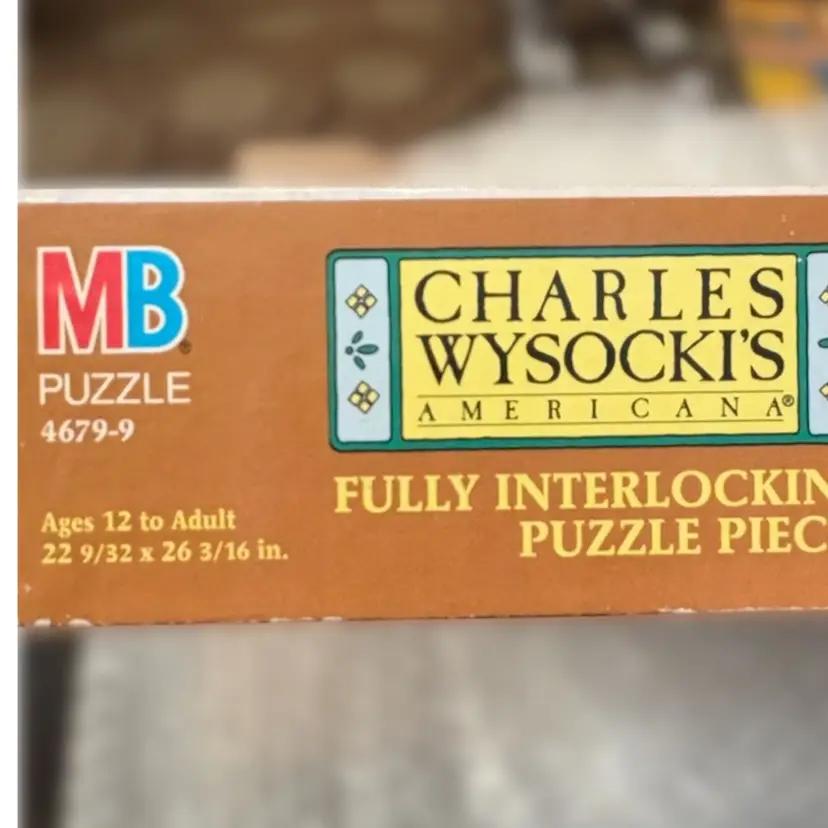 MB®
PUZZLE
4679-9
Ages 12 to Adult
22 9/32 x 26 3/16 in.
CHARLES
WYSOCKI'S
AMERICANA®
FULLY INTERLOCKIN
PUZZLE PIEC